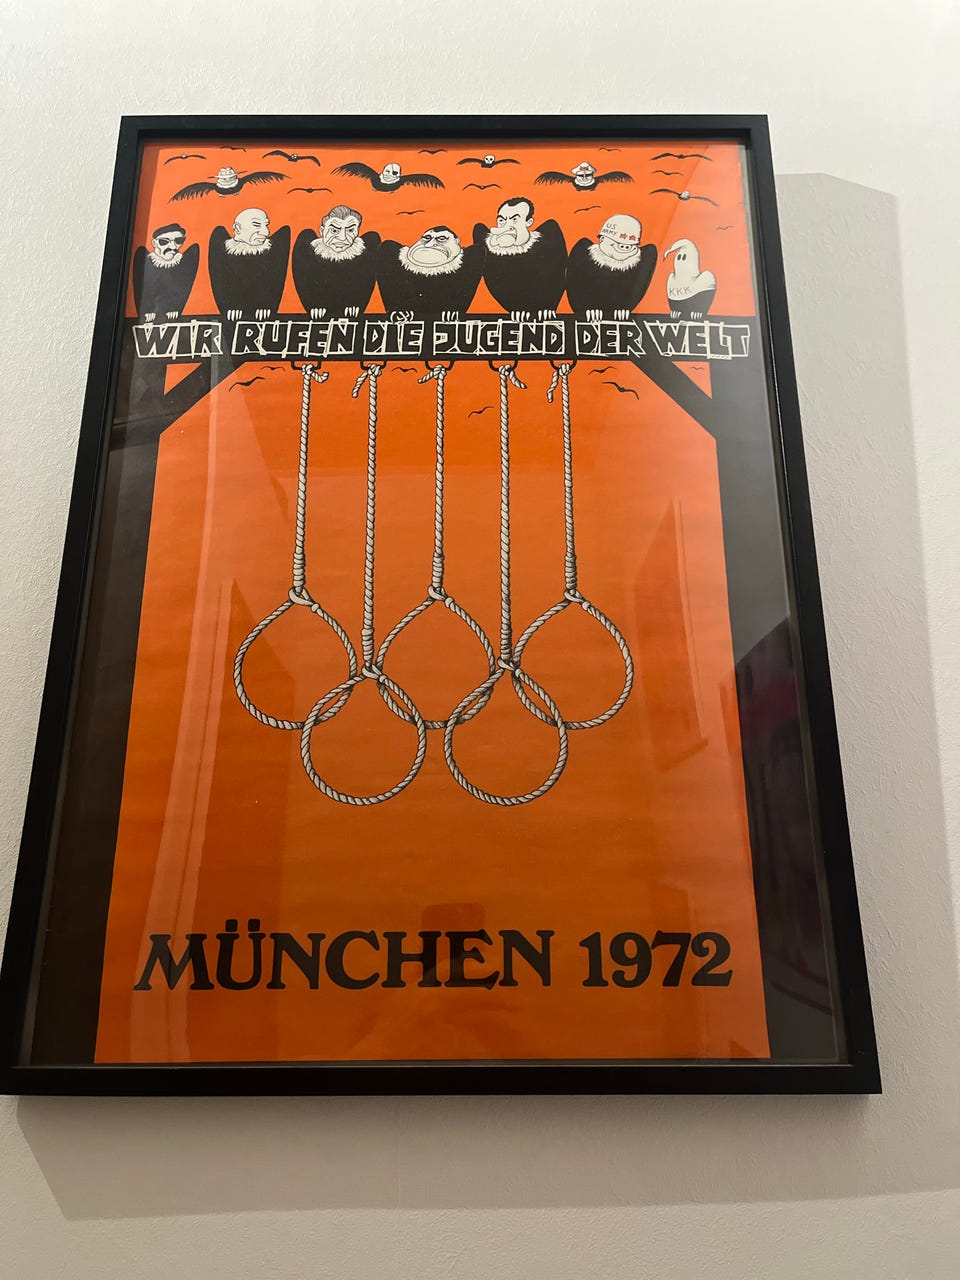 US
ARMY
KKK
WIR RUFEN DIE JUGEND DER WELT
MÜNCHEN 1972